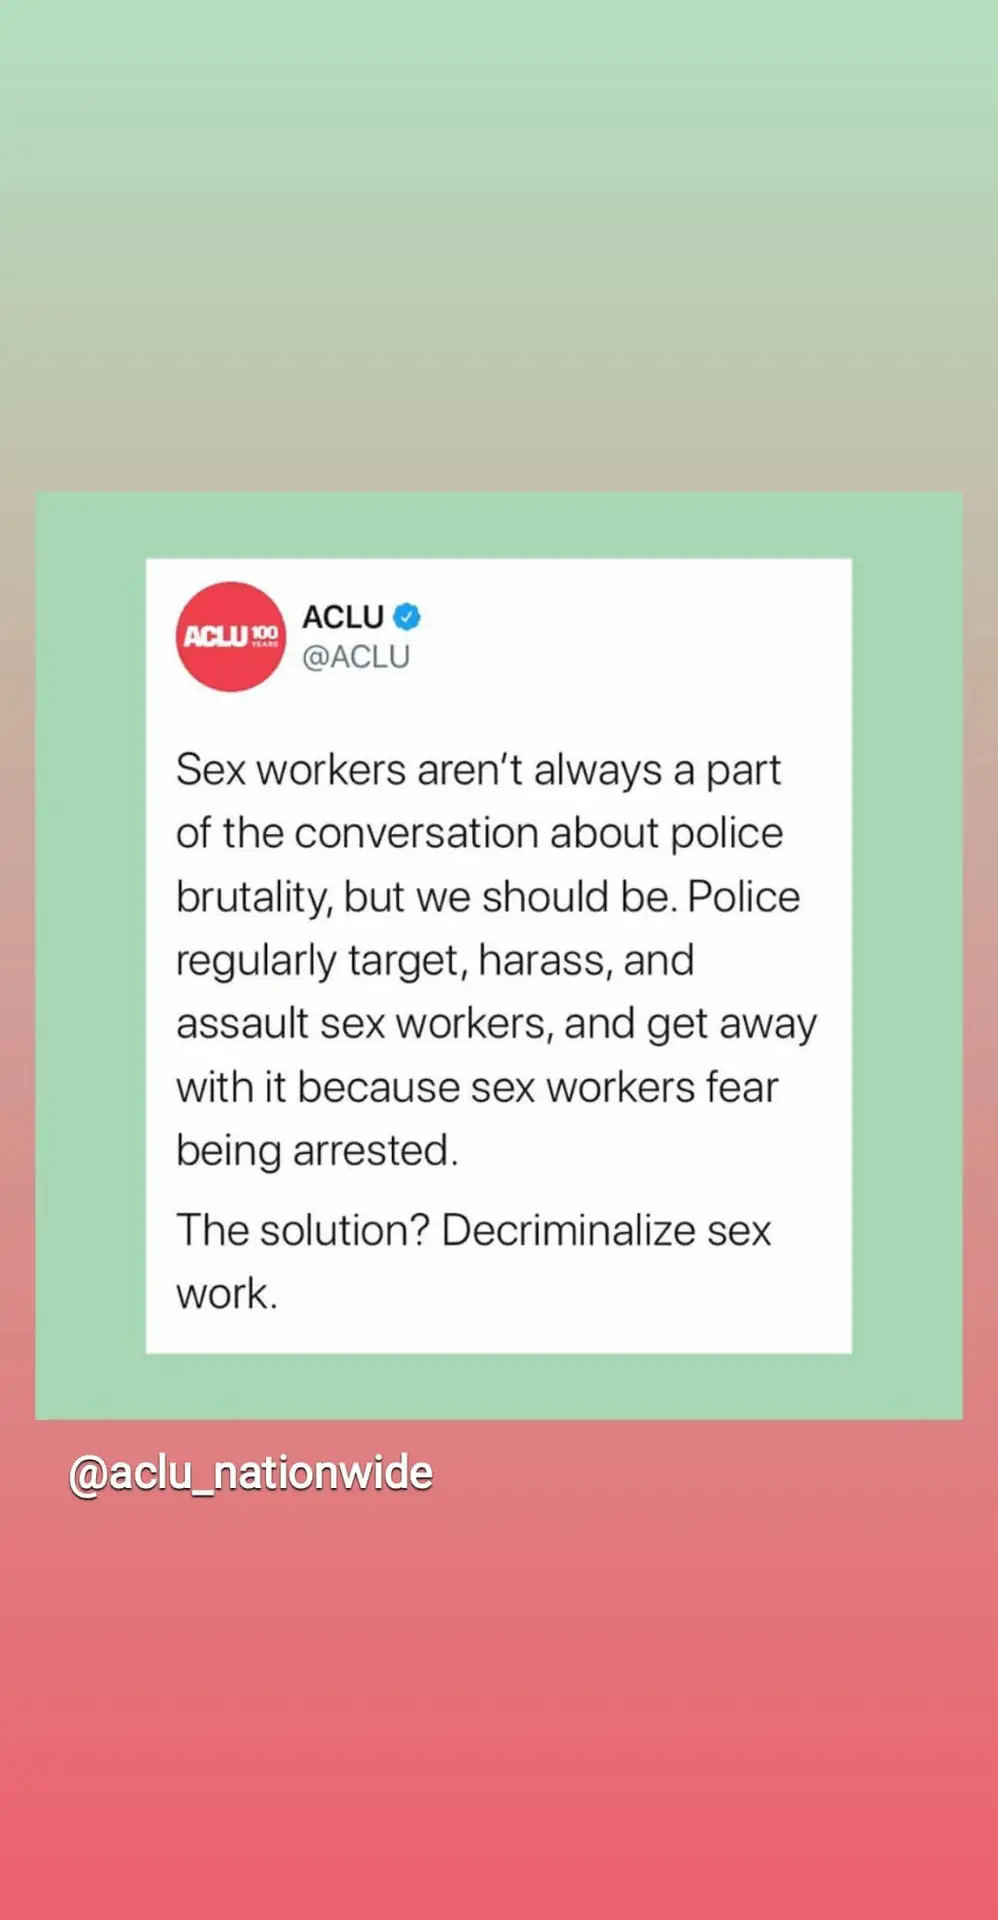 ACLU 100
YEARS
ACLU
@ACLU
Sex workers aren’t always a part
of the conversation about police
brutality, but we should be. Police
regularly target, harass, and
assault sex workers, and get away
with it because sex workers fear
being arrested.
The solution? Decriminalize sex
work.
@aclu_nationwide